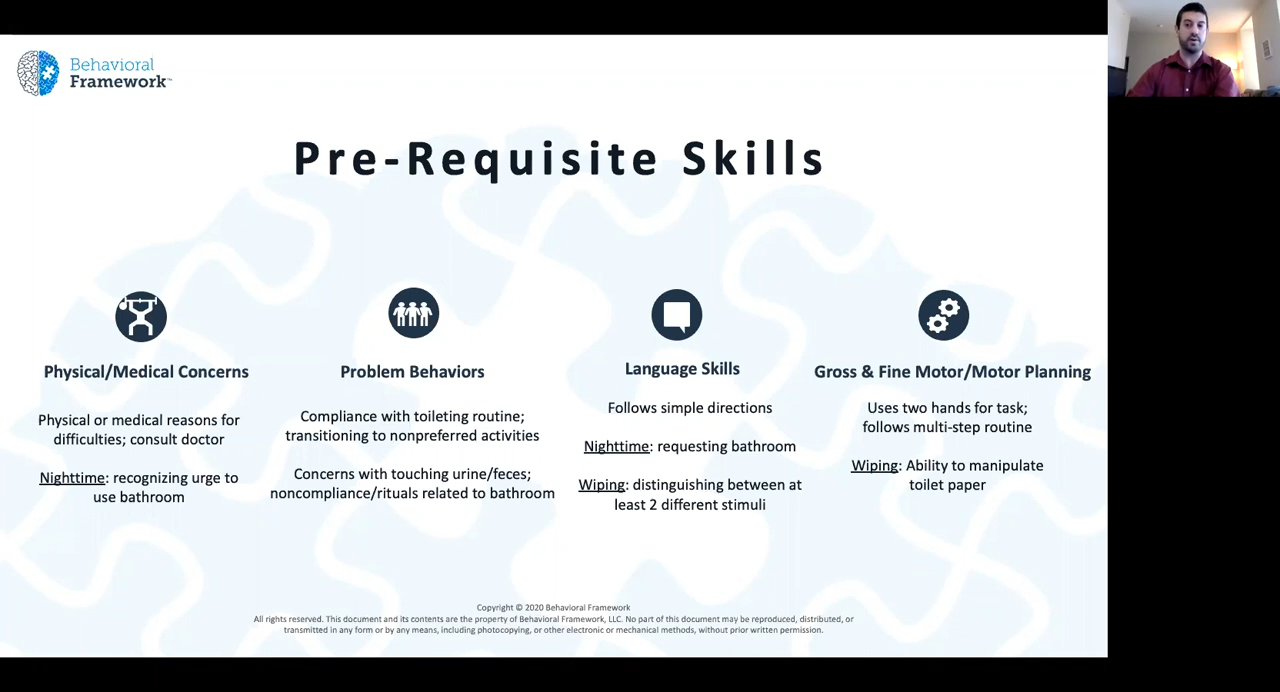 Behavioral
Framework™
Pre-Requisite Skills
Physical/Medical Concerns
Physical or medical reasons for
difficulties; consult doctor
Nighttime: recognizing urge to
use bathroom
Problem Behaviors
Compliance with toileting routine;
transitioning to nonpreferred activities
Concerns with touching urine/feces;
noncompliance/rituals related to bathroom
Language Skills
Follows simple directions
Nighttime: requesting bathroom
Wiping: distinguishing between at
least 2 different stimuli
Gross & Fine Motor/Motor Planning
Uses two hands for task;
follows multi-step routine
Wiping: Ability to manipulate
toilet paper
Copyright © 2020 Behavioral Framework
All rights reserved. This document and its contents are the property of Behavioral Framework, LLC. No part of this document may be reproduced, distributed, or
transmitted in any form or by any means, including photocopying, or other electronic or mechanical methods, without prior written permission.